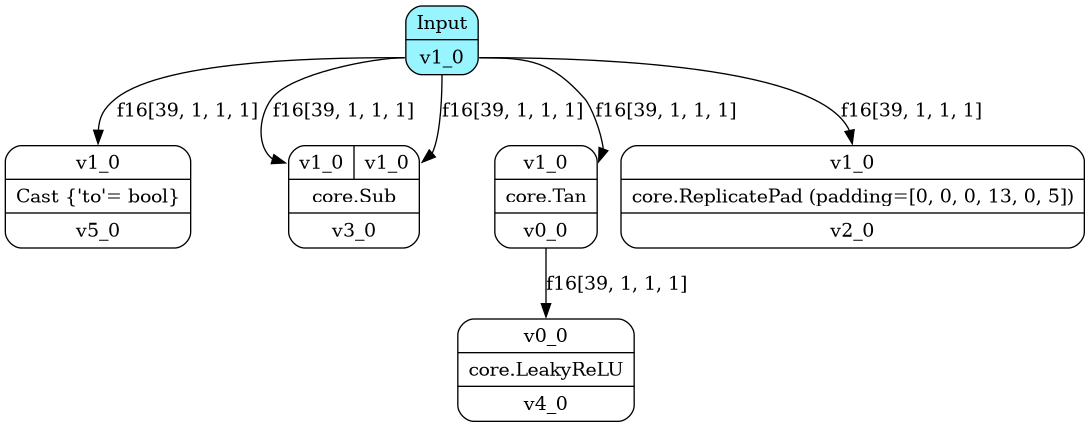 Input
v1_0
f16[39, 1, 1, 1]
f16[39, 1, 1, 1]
f16[39, 1, 1, 1]
f16[39, 1, 1, 1]
f16[39, 1, 1, 1]
v1_0
Cast {'to'= bool}
v5_0
v1_0
v1_0
core.Sub
v3_0
v1_0
core.Tan
v0_0
v1_0
core.ReplicatePad (padding=[0, 0, 0, 13, 0, 5])
v2_0
f16[39, 1, 1, 1]
v0_0
core.LeakyReLU
v4_0